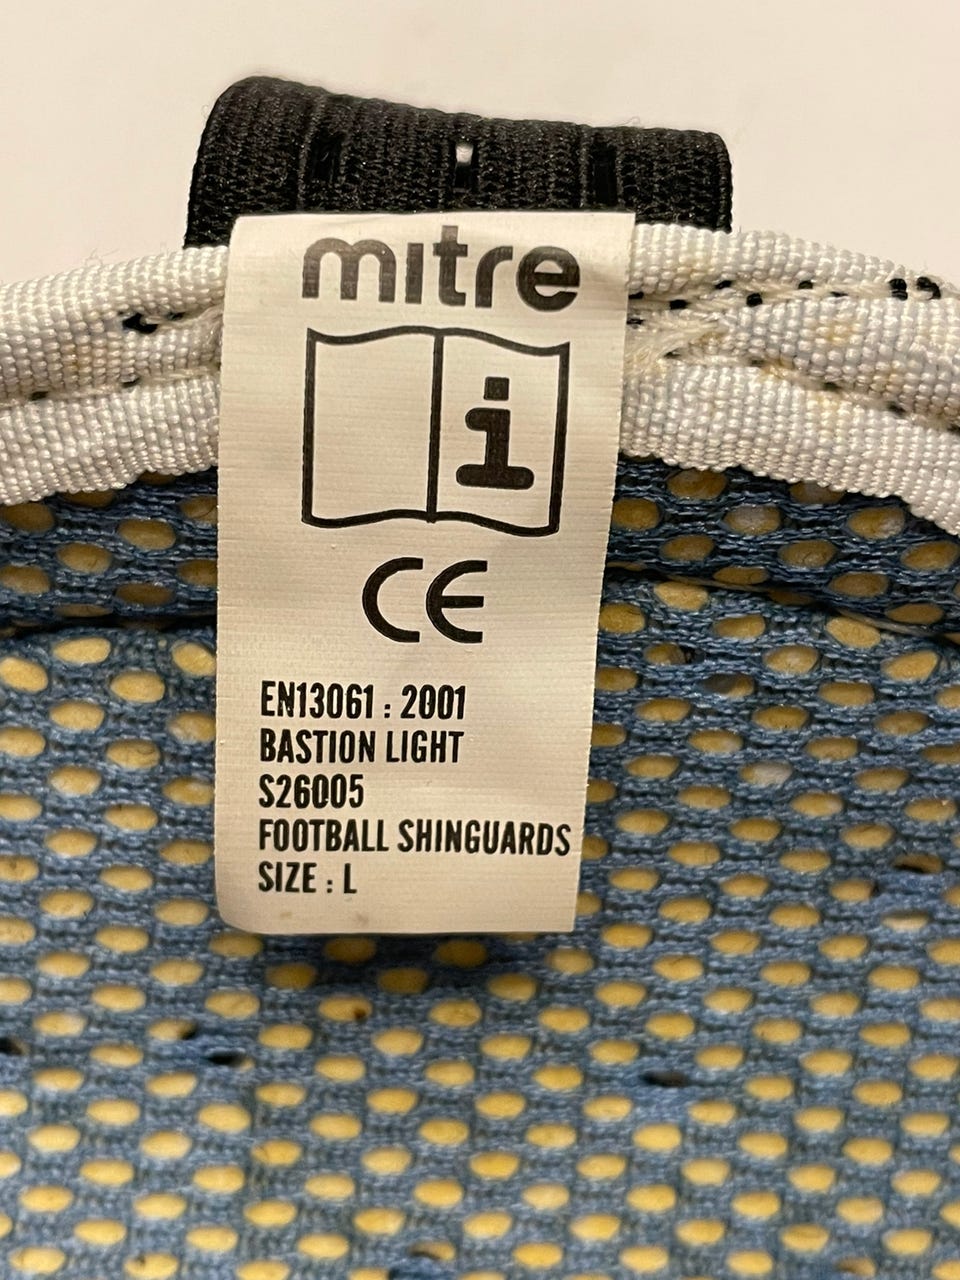 mitre
i
CE
EN13061 : 2001
BASTION LIGHT
S26005
FOOTBALL SHINGUARDS
SIZE : L